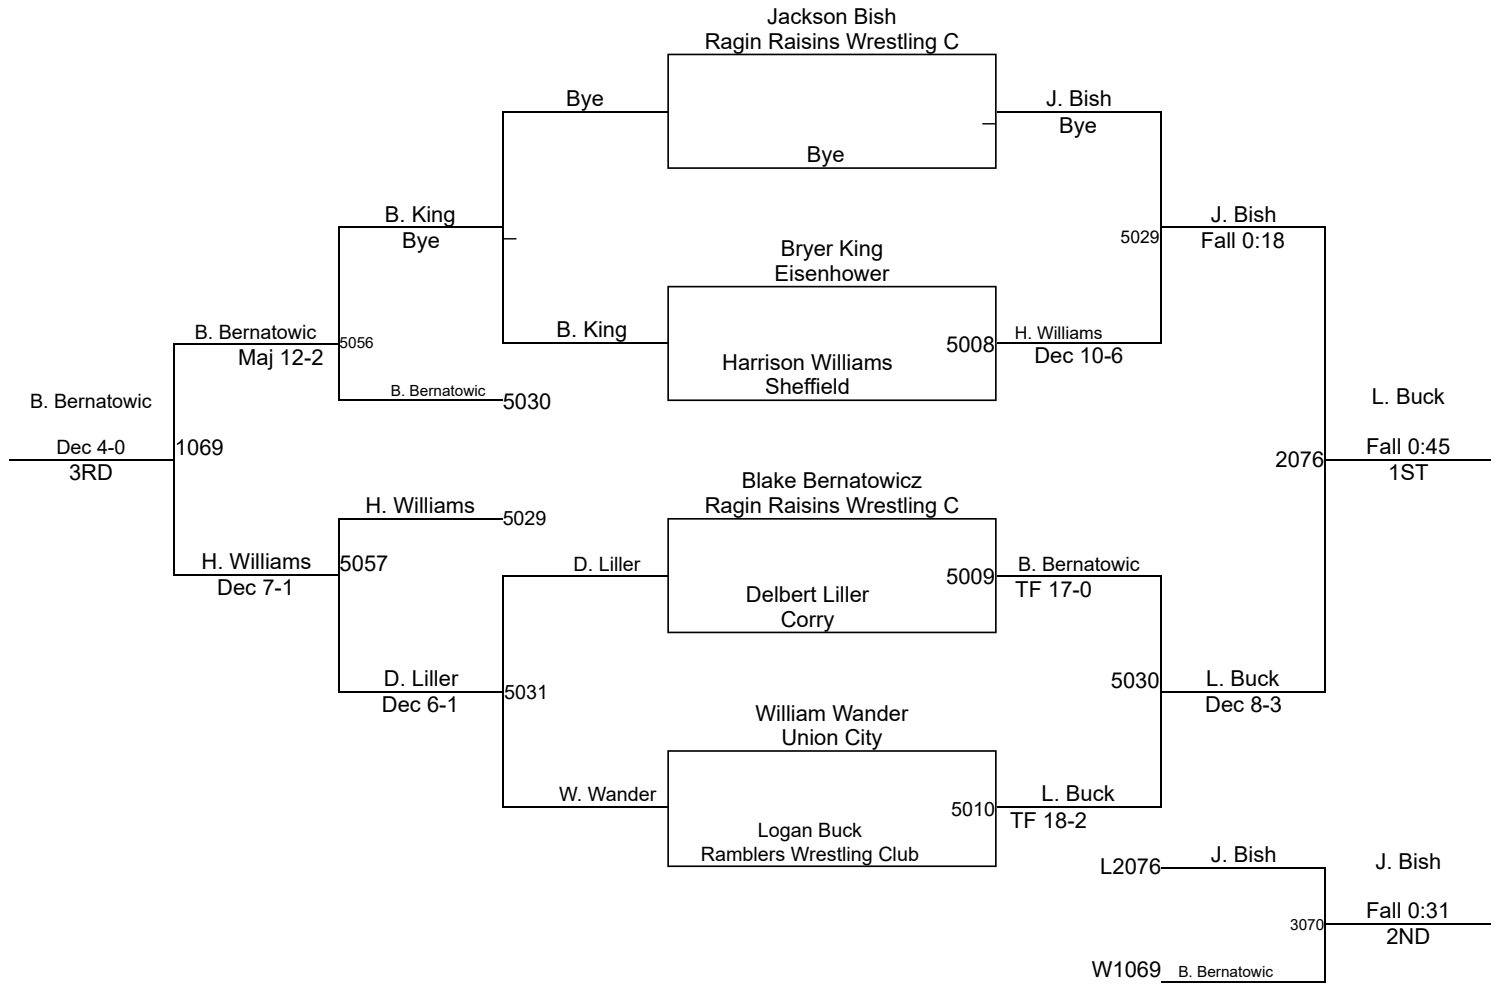 Jackson Bish
Ragin Raisins Wrestling C
Bye
J. Bish
Bye
Bye
B. King
Bye
J. Bish
Fall 0:18
5029
Bryer King
Eisenhower
B. King
H. Williams
5008
Dec 10-6
Harrison Williams
Sheffield
B. Bernatowic
5056
Maj 12-2
B. Bernatowic
5030
B. Bernatowic
Dec 4-0
1069
3RD
L. Buck
Fall 0:45
2076
1ST
Blake Bernatowicz
Ragin Raisins Wrestling C
H. Williams
5029
H. Williams
5057
Dec 7-1
D. Liller
5009
B. Bernatowic
TF 17-0
Delbert Liller
Corry
D. Liller
Dec 6-1
5031
5030
L. Buck
Dec 8-3
William Wander
Union City
W. Wander
5010
L. Buck
TF 18-2
Logan Buck
Ramblers Wrestling Club
L2076
J. Bish
J. Bish
Fall 0:31
3070
2ND
W1069
B. Bernatowic